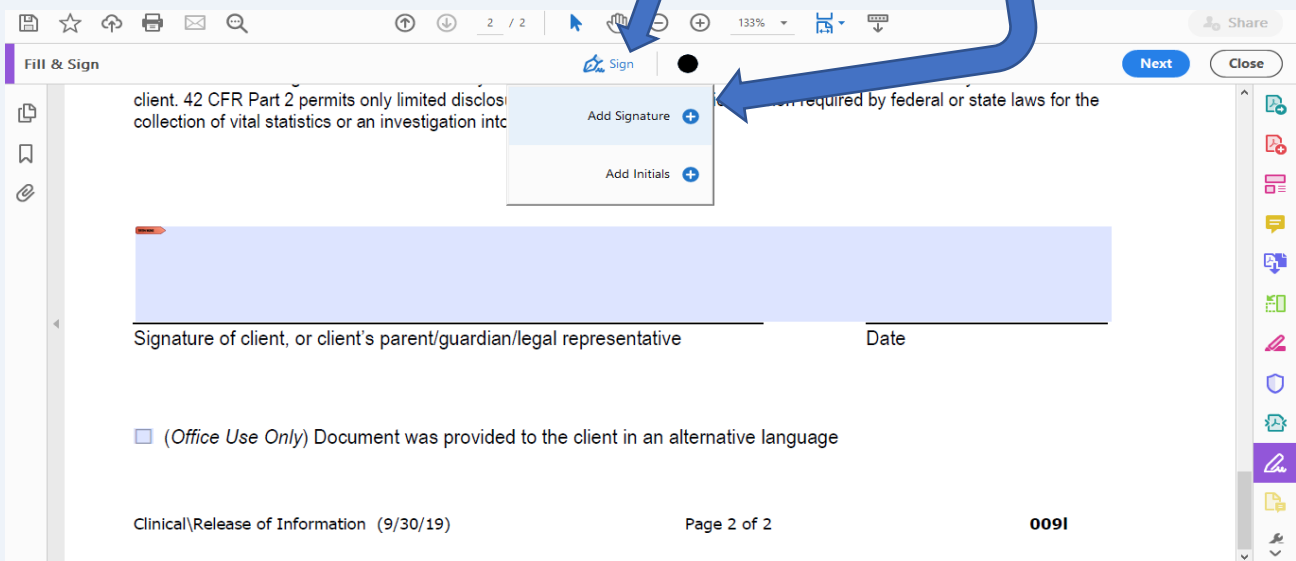 2 / 2
133%
Share
Fill & Sign
Sign
Next
Close
client. 42 CFR Part 2 permits only limited required by federal or state laws for the
collection of vital statistics or an investigation
Add Signature
Add Initials
Signature of client, or client’s parent/guardian/legal representative
Date
(Office Use Only) Document was provided to the client in an alternative language
Clinical\Release of Information (9/30/19)
Page 2 of 2
009l